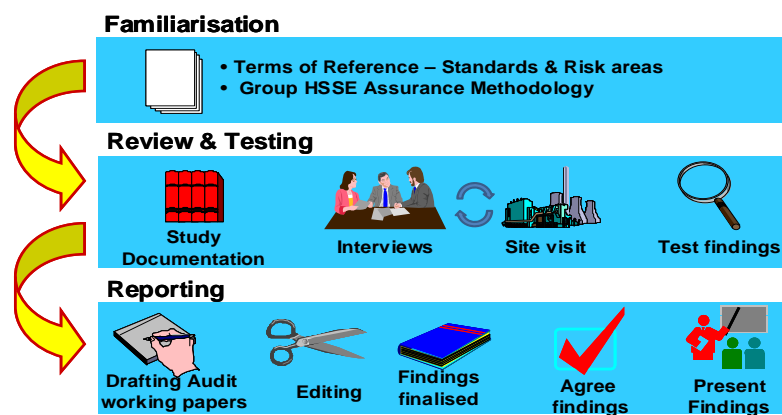 Familiarisation
• Terms of Reference – Standards & Risk areas
• Group HSSE Assurance Methodology
Review & Testing
Study
Documentation
Interviews
Site visit
Test findings
Reporting
Drafting Audit
working papers
Editing
Findings
finalised
Agree
findings
Present
Findings